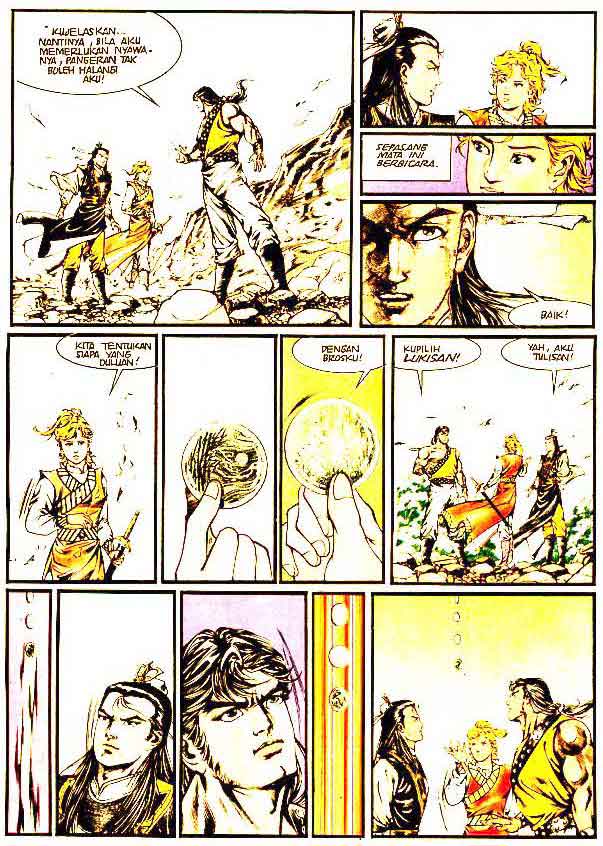 "KUJELASKAN...
NANTINYA, BILA AKU
MEMERLUKAN NYAWA-
NYA, PANGERAN TAK
BOLEH HALANGI
AKU!
SEPASANG
MATA INI
BERBICARA.
BAIK!
KITA TENTUKAN
SIAPA YANG
DULUAN!
DENGAN
BROSKU!
KUPILIH
LUKISAN!
YAH, AKU
TULISAN!